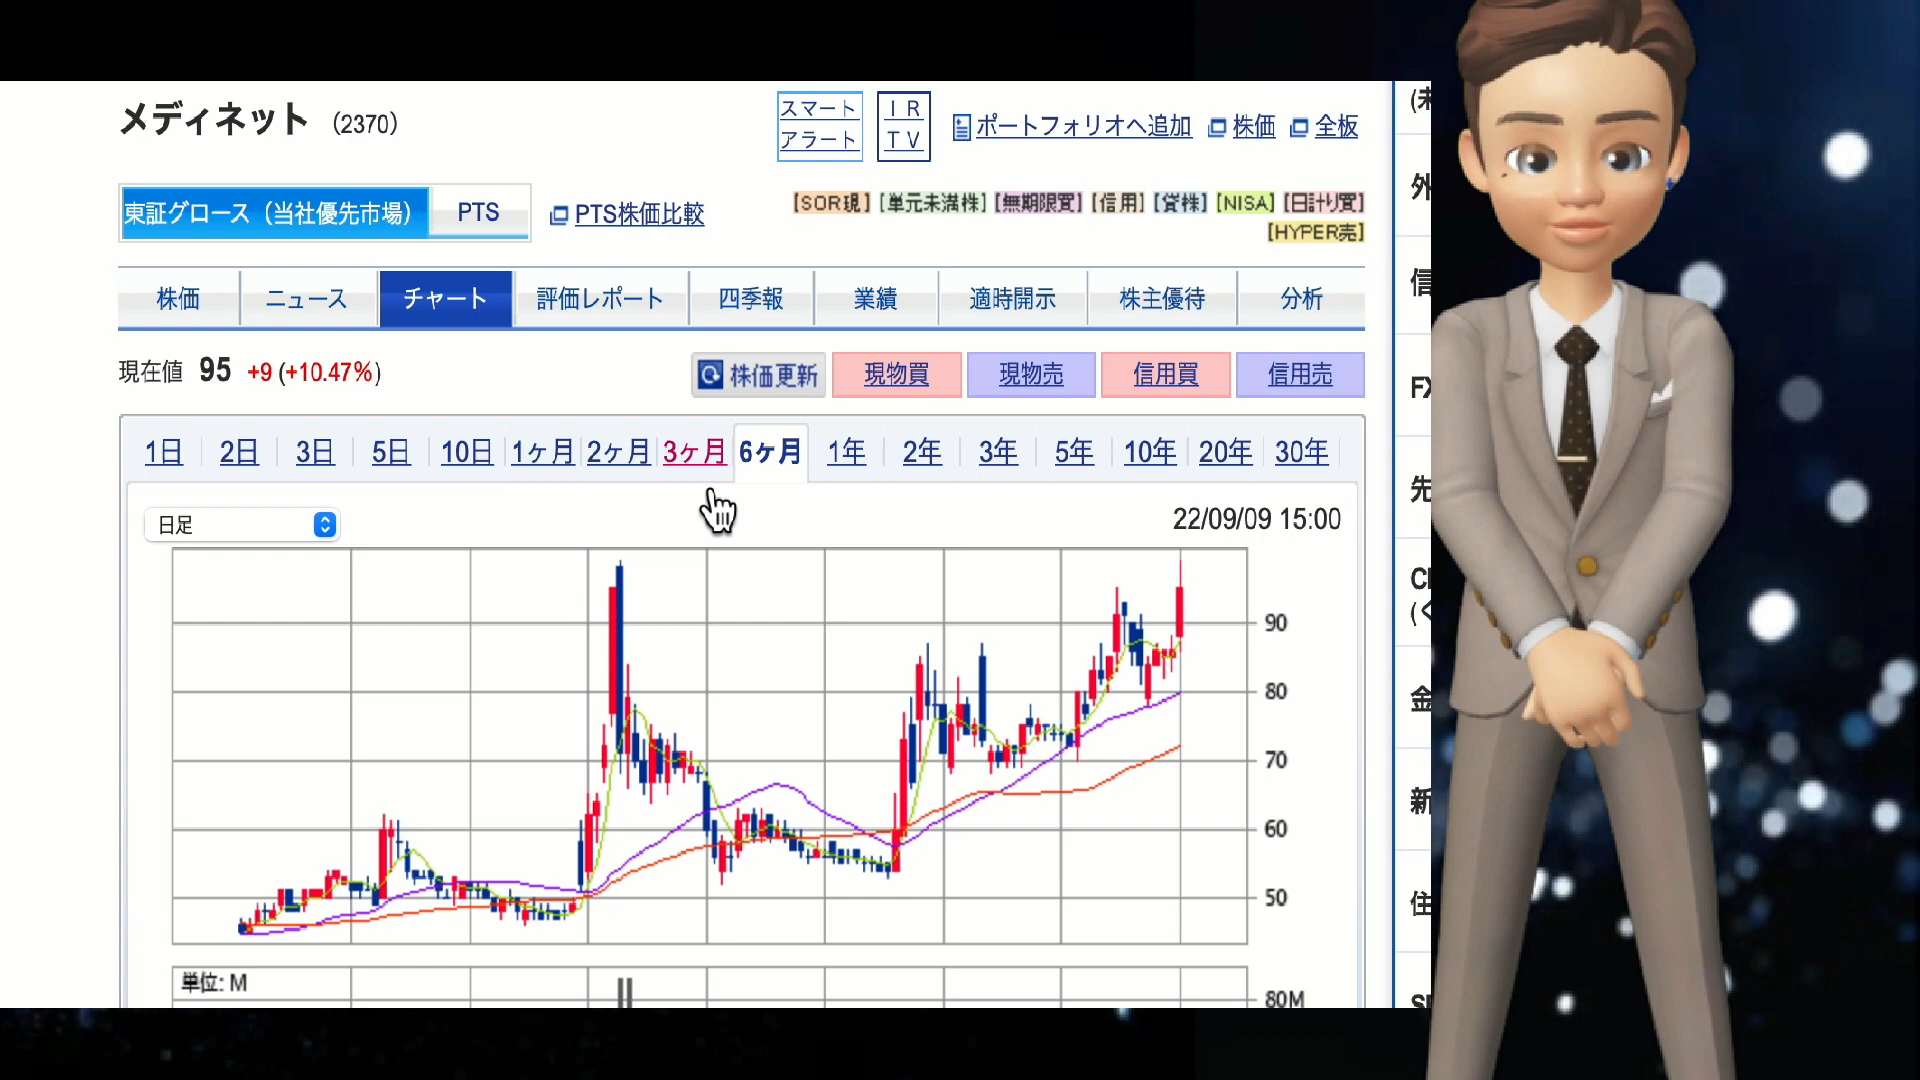 メディネット (2370)
スマート
アラート
IR
TV
ポートフォリオへ追加 株価 全板
東証グロース（当社優先市場） PTS PTS株価比較
[SOR現] [単元未満株] [無期限買] [信用] [貸株] [NISA] [日計り買]
[HYPER売]
株価 ニュース チャート 評価レポート 四季報 業績 適時開示 株主優待 分析
現在値 95 +9 (+10.47%)
株価更新 現物買 現物売 信用買 信用売
1日 2日 3日 5日 10日 1ヶ月 2ヶ月 3ヶ月 6ヶ月 1年 2年 3年 5年 10年 20年 30年
日足
22/09/09 15:00
90
80
70
60
50
単位: M
80M
外
信
FX
先
金
新
住